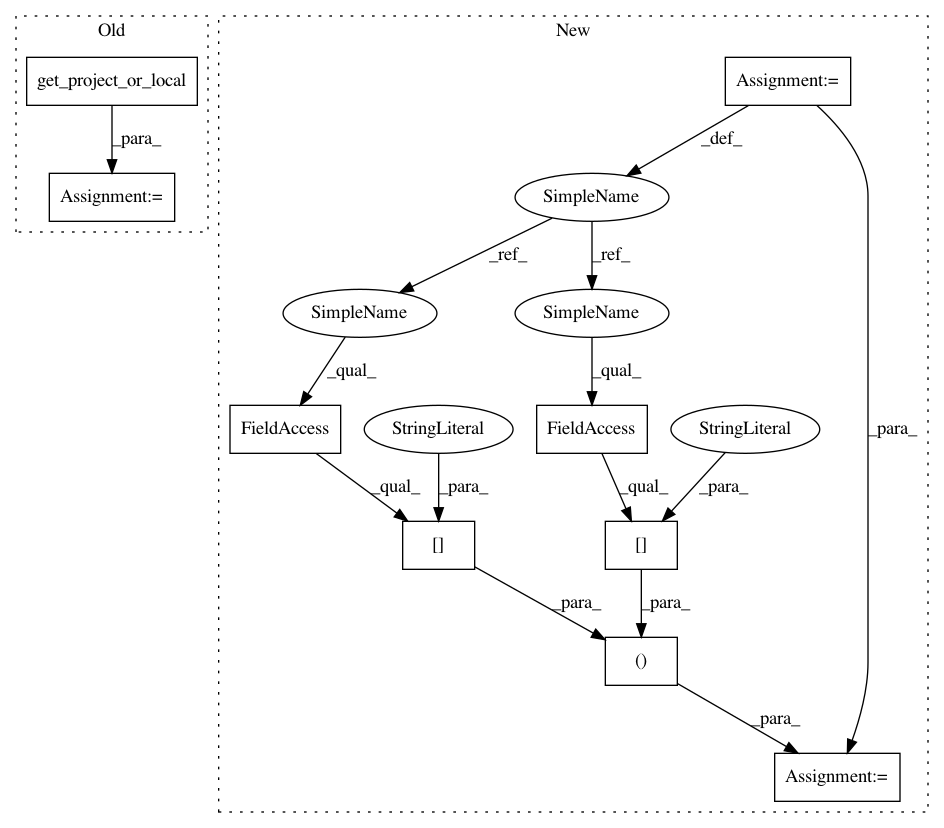 Old
New
get_project_or_local
Assignment:=
_para_
_def_
Assignment:=
SimpleName
_ref_
_ref_
SimpleName
SimpleName
_qual_
_qual_
FieldAccess
StringLiteral
FieldAccess
StringLiteral
_para_
_qual_
_para_
_qual_
_para_
[]
[]
_para_
_para_
()
_para_
Assignment:=